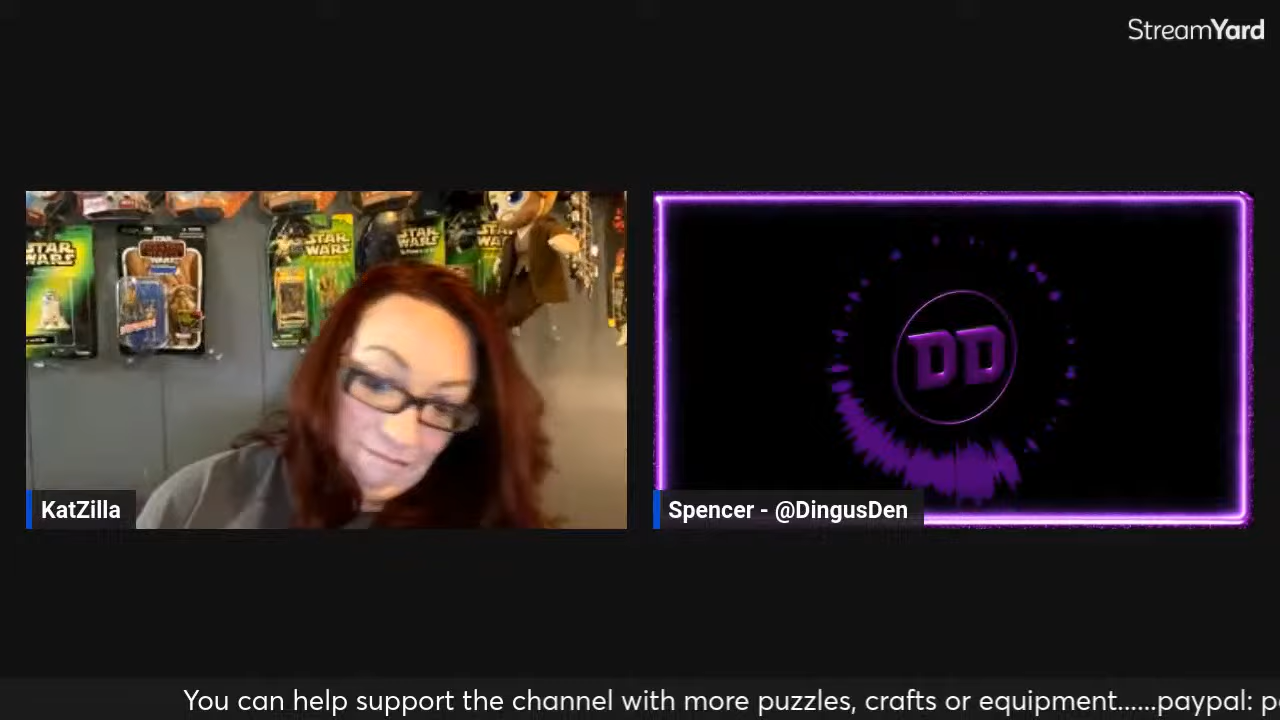 StreamYard
STAR
WARS
STAR
WARS
STAR
WARS
STAR
WARS
DD
KatZilla
Spencer - @DingusDen
You can help support the channel with more puzzles, crafts or equipment......paypal: p